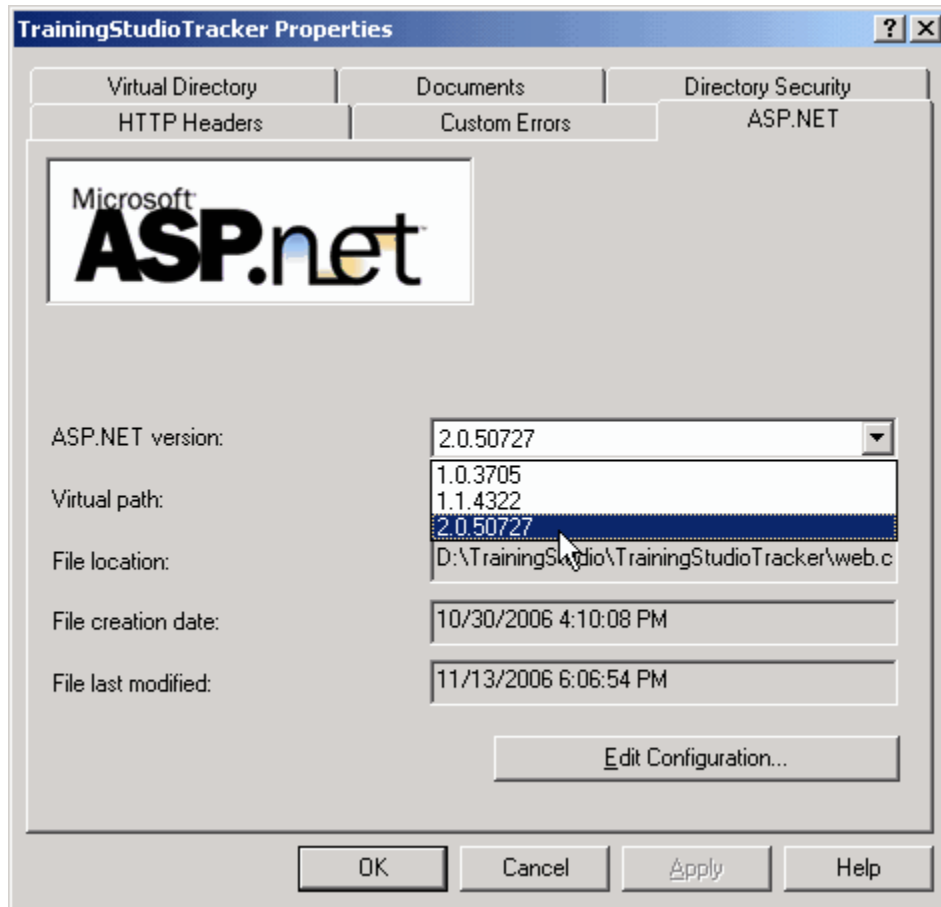 TrainingStudioTracker Properties
Virtual Directory Documents Directory Security
HTTP Headers Custom Errors ASP.NET
Microsoft
ASP.net
ASP.NET version: 2.0.50727
1.0.3705
Virtual path: 1.1.4322
2.0.50727
File location: D:\TrainingStudio\TrainingStudioTracker\web.c
File creation date: 10/30/2006 4:10:08 PM
File last modified: 11/13/2006 6:06:54 PM
Edit Configuration...
OK Cancel Apply Help